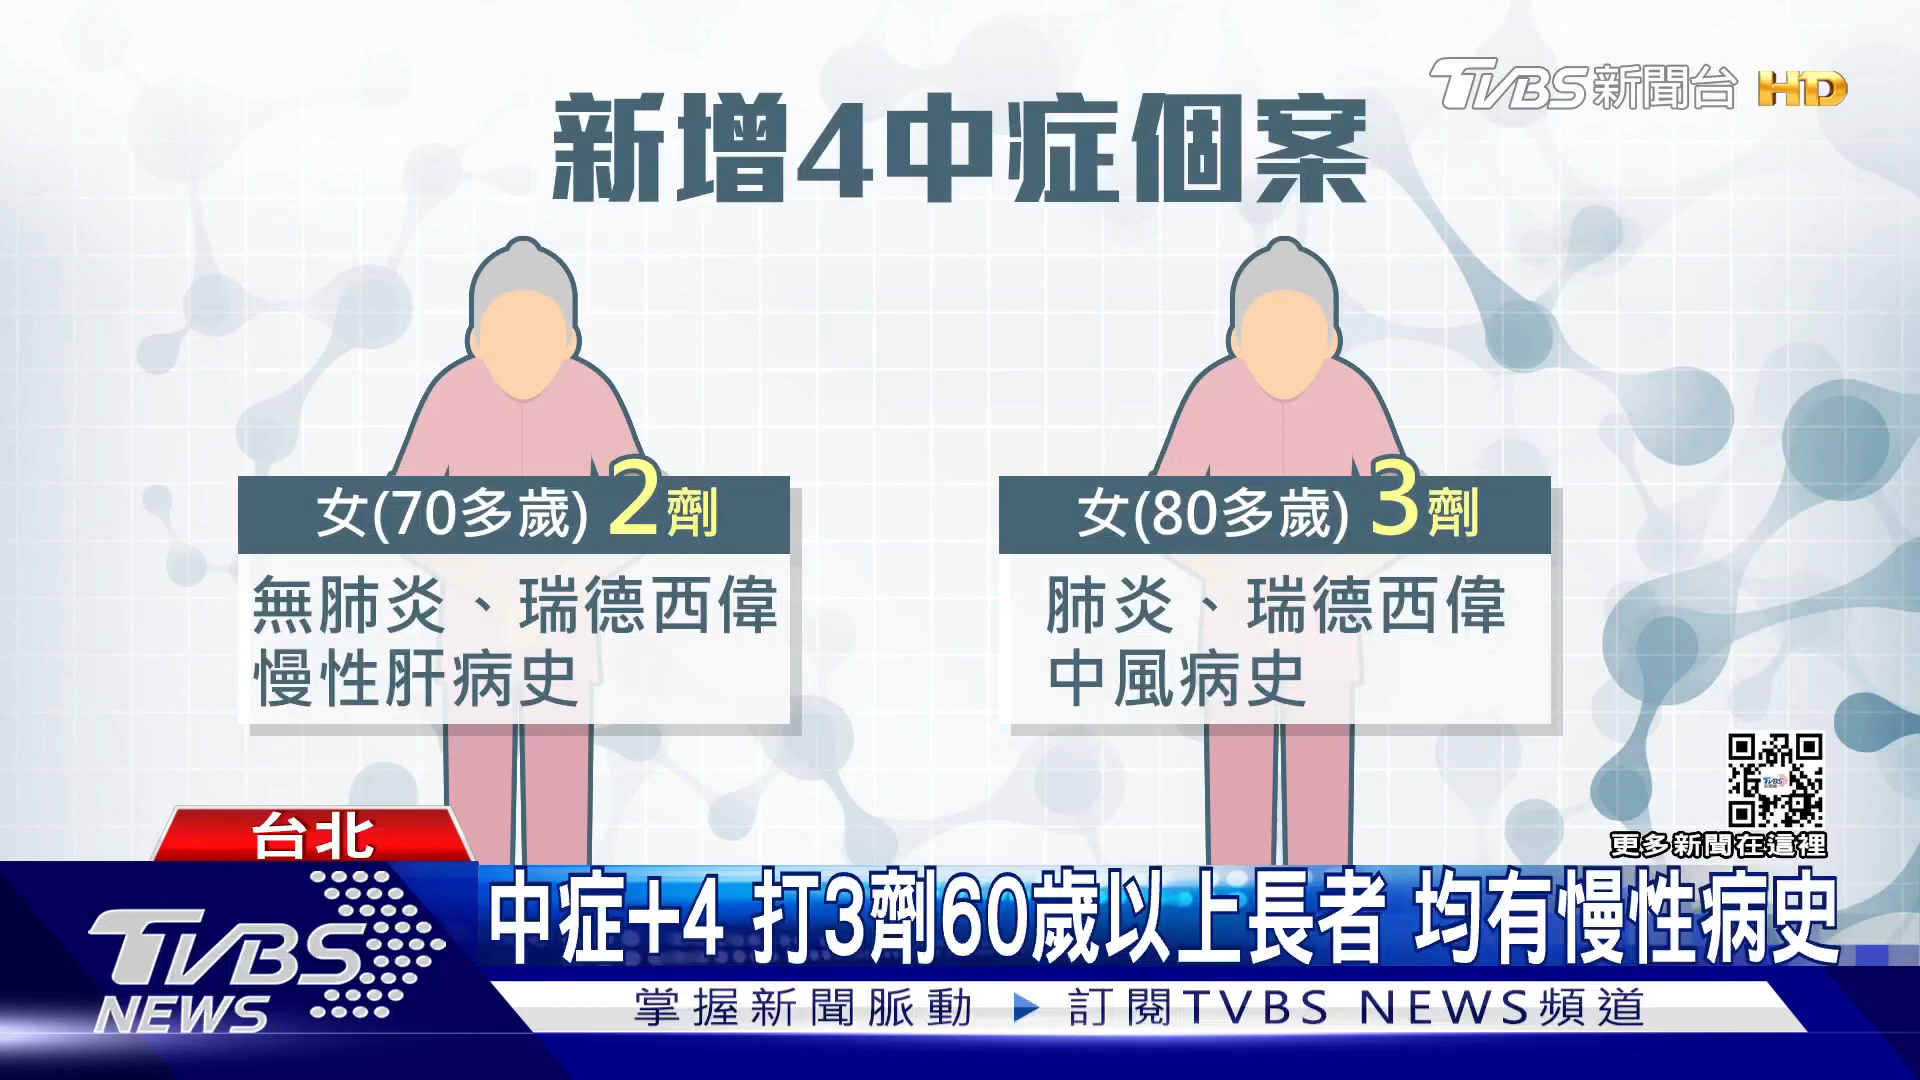 TVBS新聞台 HD
新增4中症個案
女(70多歲) 2劑
無肺炎、瑞德西偉
慢性肝病史
女(80多歲) 3劑
肺炎、瑞德西偉
中風病史
TVBS
更多新聞在這裡
台北
中症+4 打3劑60歲以上長者 均有慢性病史
TVBS
NEWS
掌握新聞脈動 ▶ 訂閱TVBS NEWS頻道